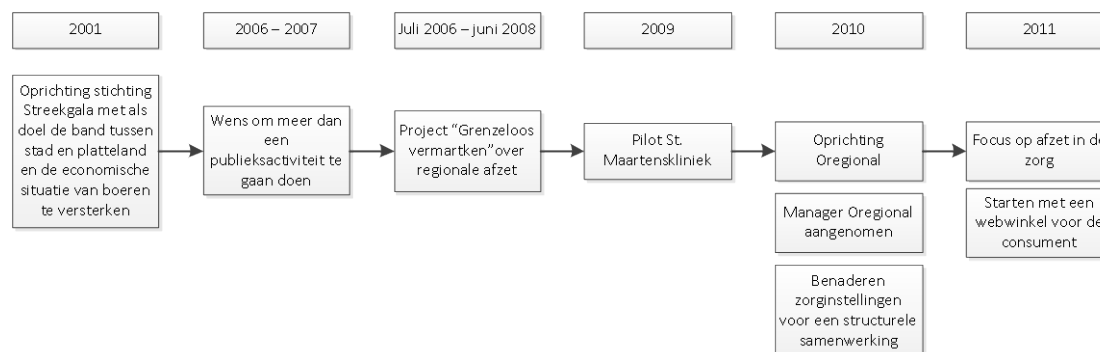 2001
2006 – 2007
Juli 2006 – juni 2008
2009
2010
2011
Oprichting stichting
Streekgala met als
doel de band tussen
stad en platteland
en de economische
situatie van boeren
te versterken
Wens om meer dan
een
publieksactiviteit te
gaan doen
Project “Grenzeloos
vermartken”over
regionale afzet
Pilot St.
Maartenskliniek
Oprichting
Oregional
Manager Oregional
aangenomen
Benaderen
zorginstellingen
voor een structurele
samenwerking
Focus op afzet in de
zorg
Starten met een
webwinkel voor de
consument